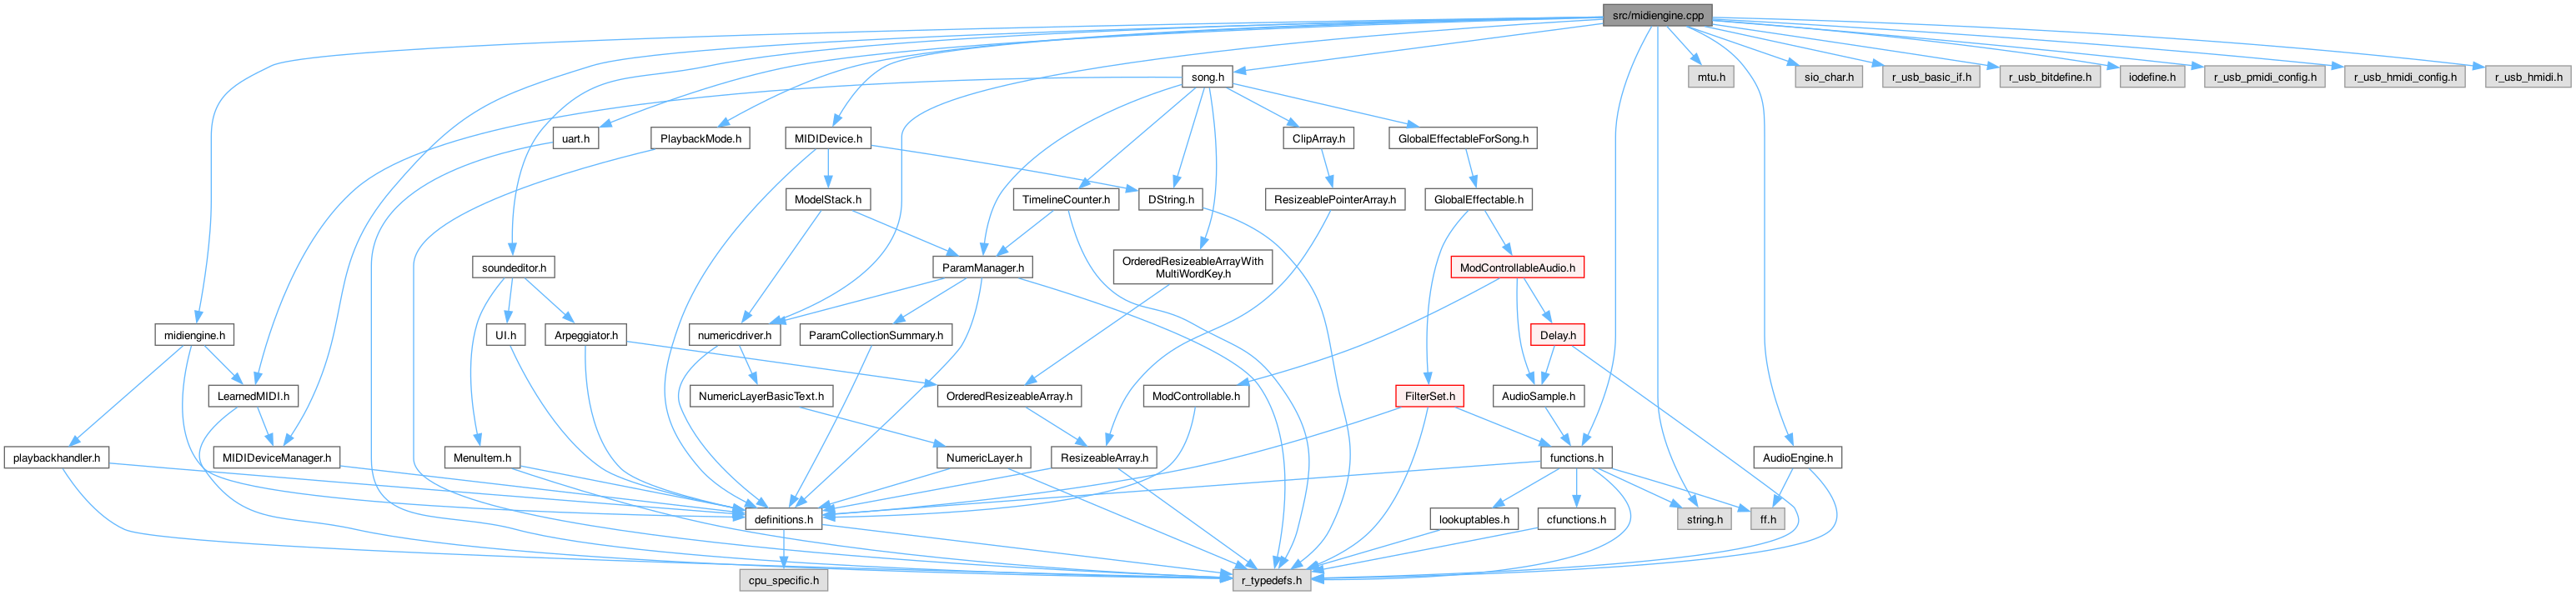 src/midiengine.cpp
song.h
mtu.h
sio_char.h
r_usb_basic_if.h
r_usb_bitdefine.h
iodefine.h
r_usb_pmidi_config.h
r_usb_hmidi_config.h
r_usb_hmidi.h
uart.h
PlaybackMode.h
MIDIDevice.h
ClipArray.h
GlobalEffectableForSong.h
ModelStack.h
TimelineCounter.h
DString.h
ResizeablePointerArray.h
GlobalEffectable.h
soundeditor.h
ParamManager.h
OrderedResizeableArrayWith
MultiWordKey.h
ModControllableAudio.h
midiengine.h
UI.h
Arpeggiator.h
numericdriver.h
ParamCollectionSummary.h
Delay.h
LearnedMIDI.h
NumericLayerBasicText.h
OrderedResizeableArray.h
ModControllable.h
FilterSet.h
AudioSample.h
playbackhandler.h
MIDIDeviceManager.h
MenuItem.h
NumericLayer.h
ResizeableArray.h
functions.h
AudioEngine.h
definitions.h
lookuptables.h
cfunctions.h
string.h
ff.h
cpu_specific.h
r_typedefs.h